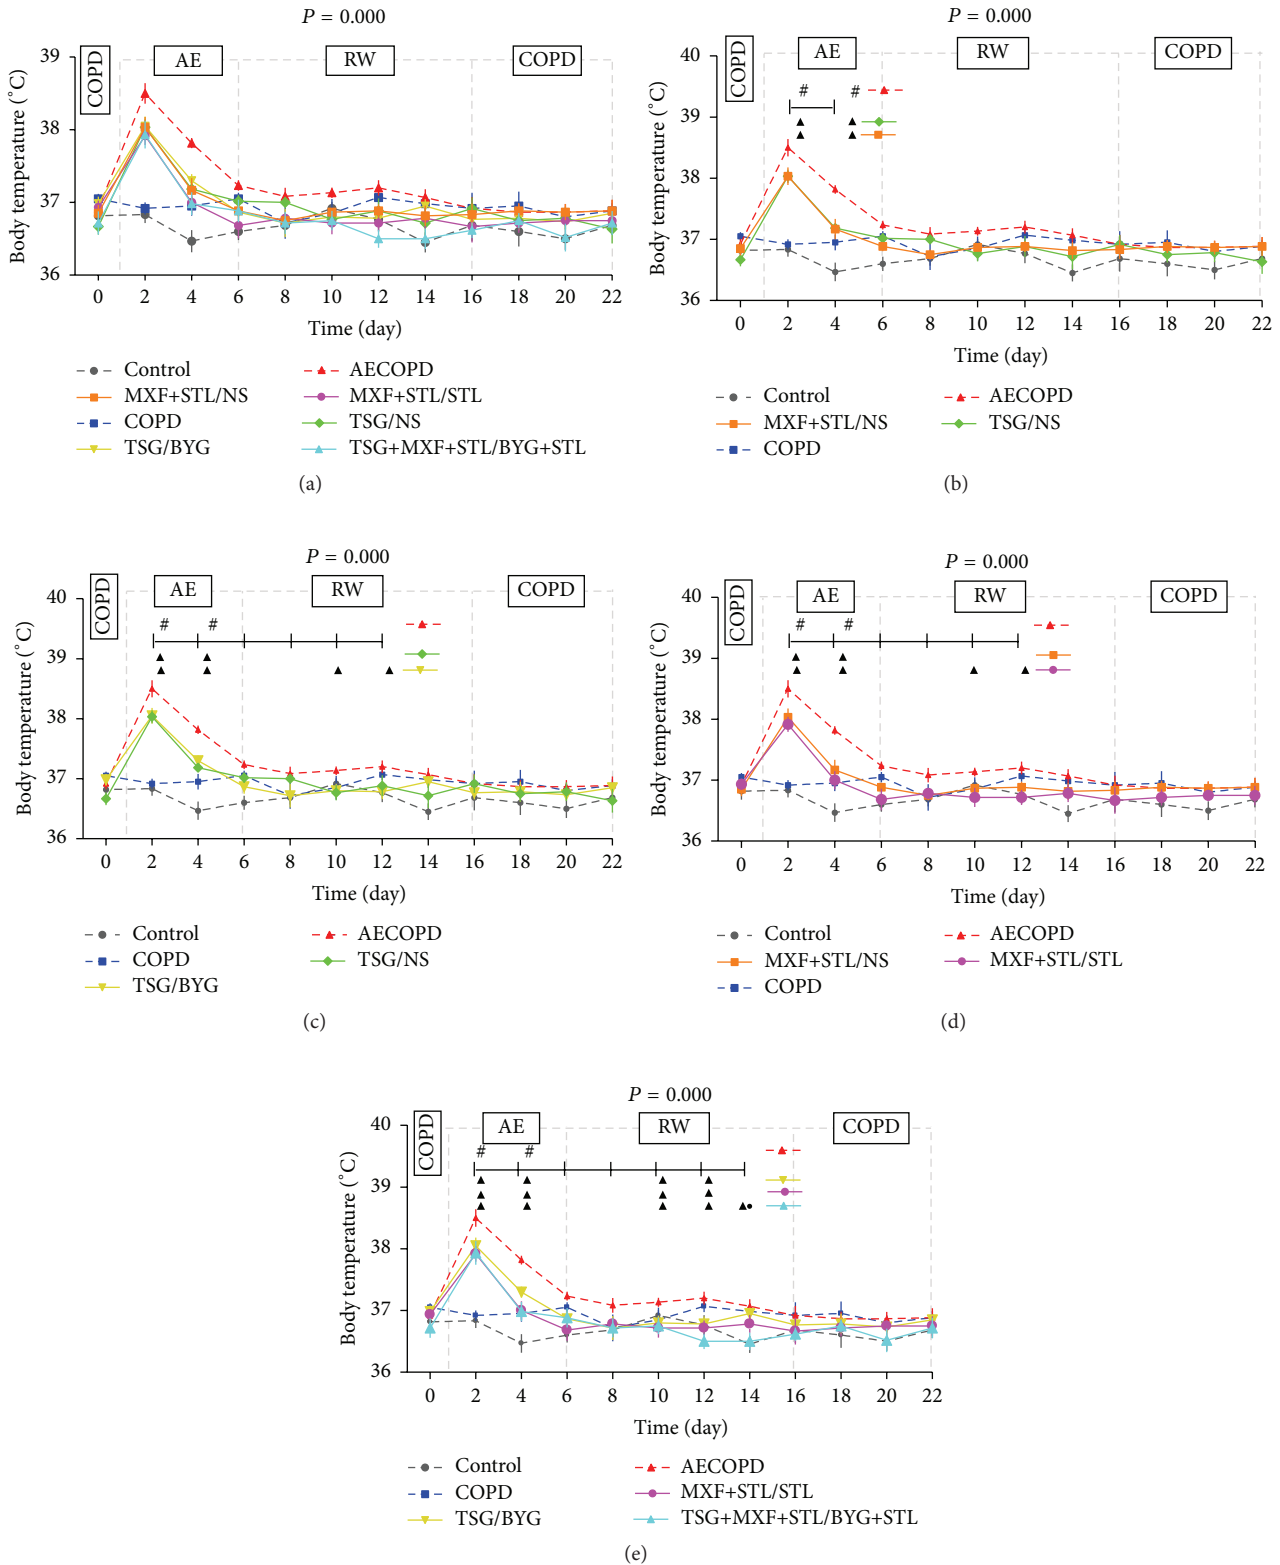 P = 0.000
COPD
AE
RW
COPD
Body temperature (°C)
39
38
37
36
0 2 4 6 8 10 12 14 16 18 20 22
Time (day)
Control
AECOPD
MXF+STL/NS
MXF+STL/STL
COPD
TSG/NS
TSG/BYG
TSG+MXF+STL/BYG+STL
(a)
P = 0.000
COPD
AE
RW
COPD
# #
Body temperature (°C)
40
39
38
37
36
0 2 4 6 8 10 12 14 16 18 20 22
Time (day)
Control
AECOPD
MXF+STL/NS
TSG/NS
COPD
(b)
P = 0.000
COPD
AE
RW
COPD
# #
Body temperature (°C)
40
39
38
37
36
0 2 4 6 8 10 12 14 16 18 20 22
Time (day)
Control
AECOPD
COPD
TSG/NS
TSG/BYG
(c)
P = 0.000
COPD
AE
RW
COPD
# #
Body temperature (°C)
40
39
38
37
36
0 2 4 6 8 10 12 14 16 18 20 22
Time (day)
Control
AECOPD
MXF+STL/NS
MXF+STL/STL
COPD
(d)
P = 0.000
COPD
AE
RW
COPD
# #
Body temperature (°C)
40
39
38
37
36
0 2 4 6 8 10 12 14 16 18 20 22
Time (day)
Control
AECOPD
COPD
MXF+STL/STL
TSG/BYG
TSG+MXF+STL/BYG+STL
(e)